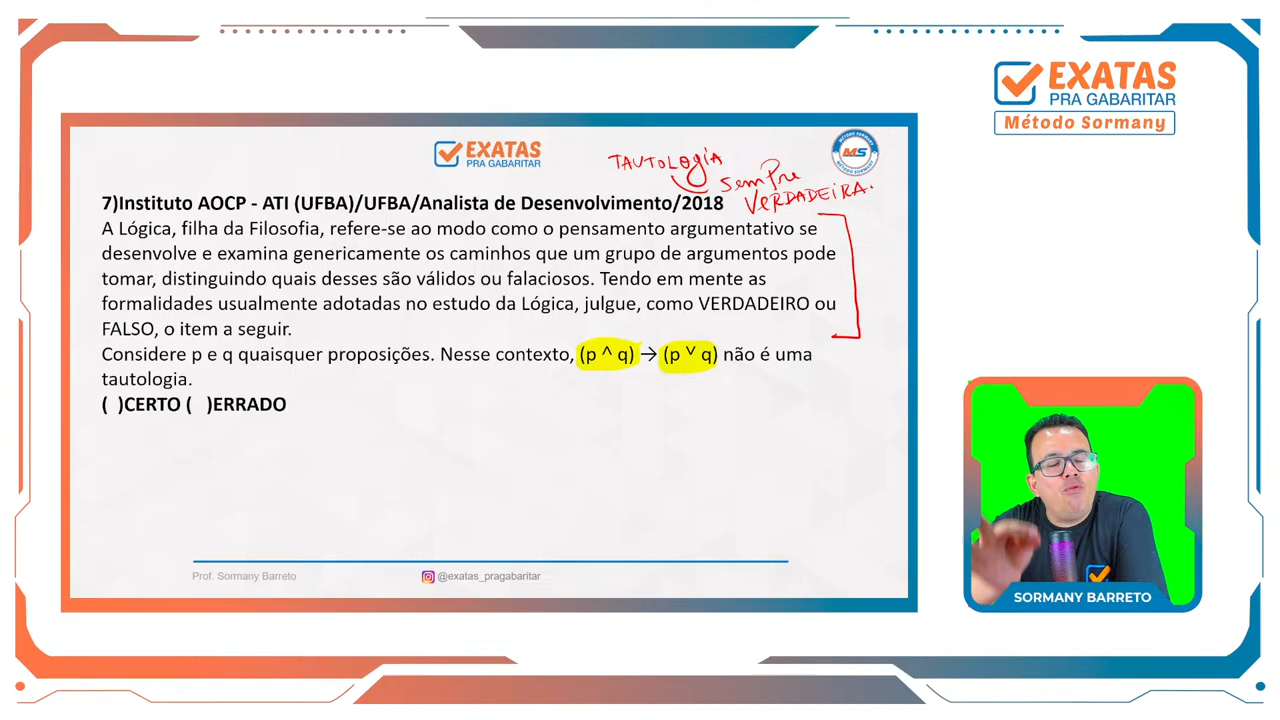 EXATAS
PRA GABARITAR
Método Sormany
EXATAS
PRA GABARITAR
MÉTODO SORMANY
MS
TAUTOLOGIA
SEMPRE
VERDADEIRA.
7)Instituto AOCP - ATI (UFBA)/UFBA/Analista de Desenvolvimento/2018
A Lógica, filha da Filosofia, refere-se ao modo como o pensamento argumentativo se
desenvolve e examina genericamente os caminhos que um grupo de argumentos pode
tomar, distinguindo quais desses são válidos ou falaciosos. Tendo em mente as
formalidades usualmente adotadas no estudo da Lógica, julgue, como VERDADEIRO ou
FALSO, o item a seguir.
Considere p e q quaisquer proposições. Nesse contexto, (p ^ q) → (p ˅ q) não é uma
tautologia.
( )CERTO ( )ERRADO
Prof. Sormany Barreto
@exatas_pragabaritar
SORMANY BARRETO